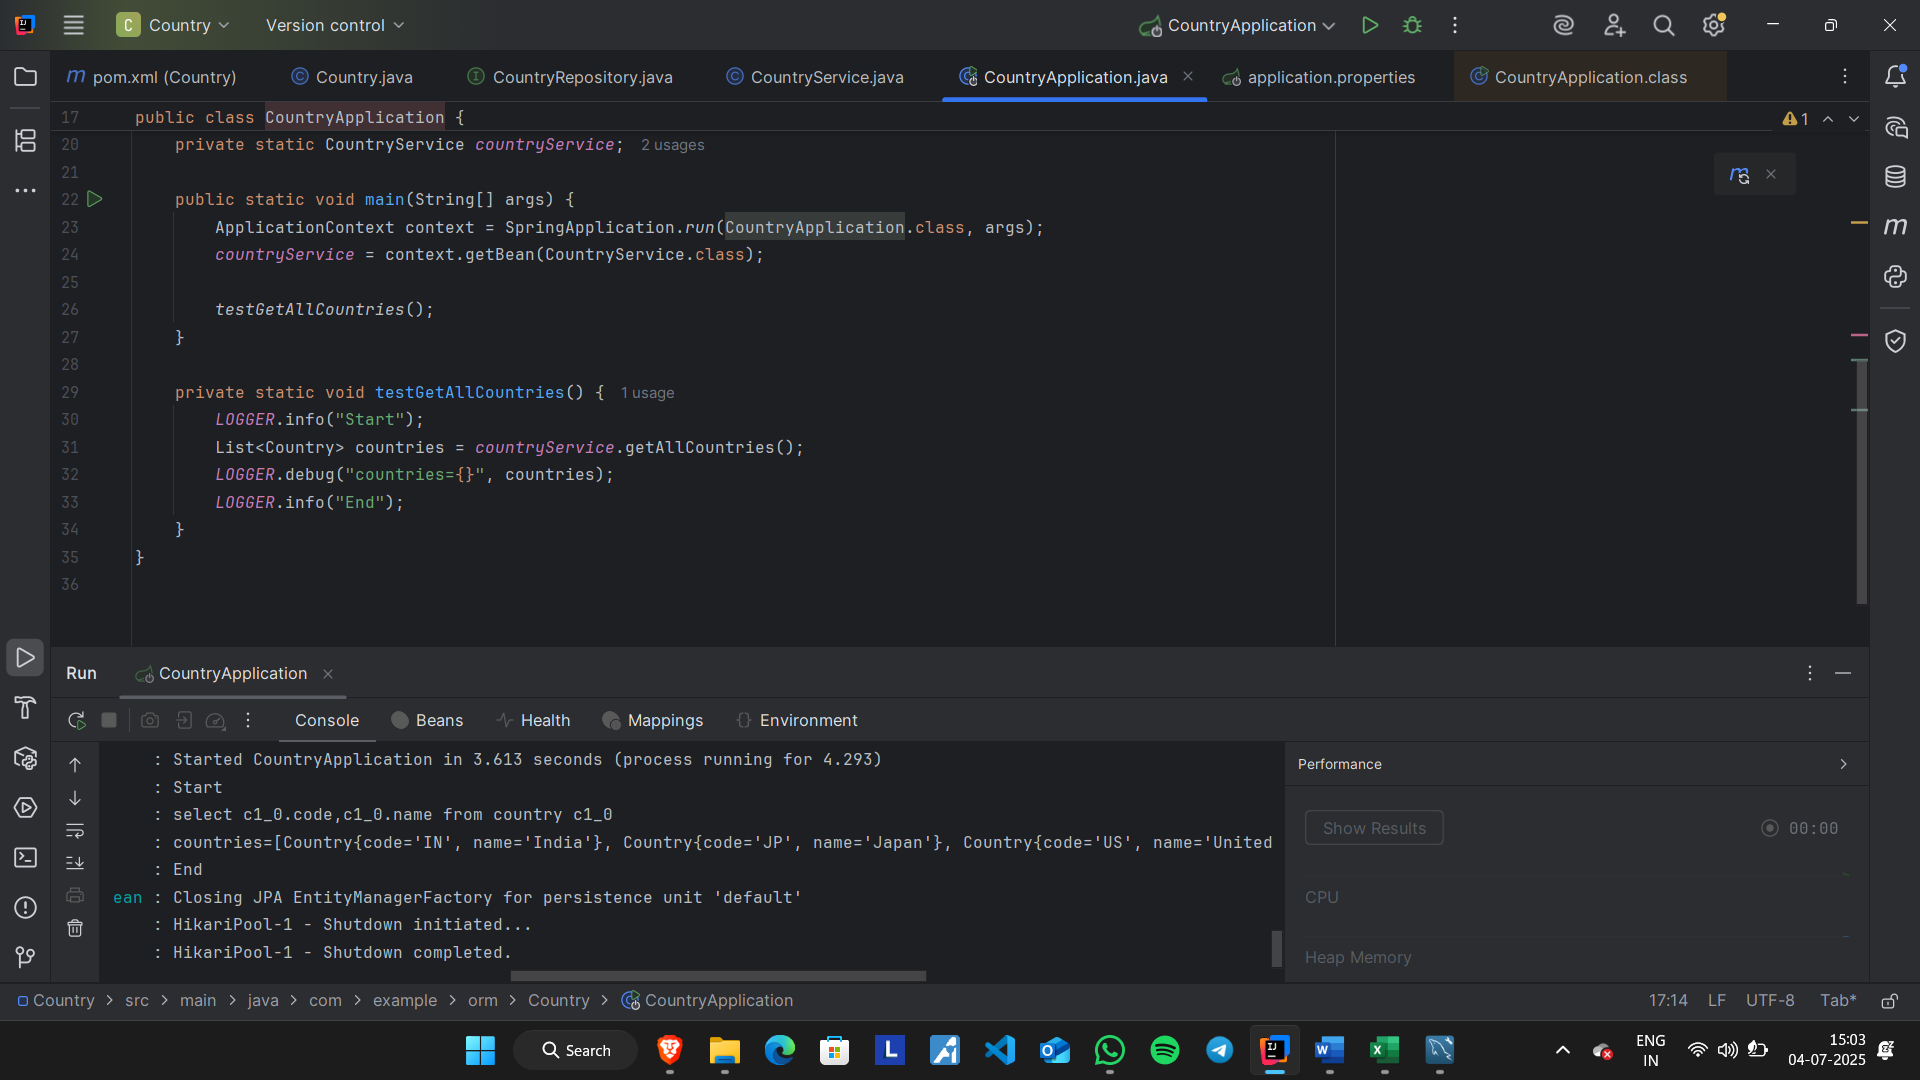 C Country Version control CountryApplication
m pom.xml (Country) Country.java CountryRepository.java CountryService.java CountryApplication.java application.properties CountryApplication.class
17 public class CountryApplication { 1
20 private static CountryService countryService; 2 usages
21
22 public static void main(String[] args) {
23 ApplicationContext context = SpringApplication.run(CountryApplication.class, args);
24 countryService = context.getBean(CountryService.class);
25
26 testGetAllCountries();
27 }
28
29 private static void testGetAllCountries() { 1 usage
30 LOGGER.info("Start");
31 List<Country> countries = countryService.getAllCountries();
32 LOGGER.debug("countries={}", countries);
33 LOGGER.info("End");
34 }
35 }
36
Run CountryApplication
Console Beans Health Mappings Environment
: Started CountryApplication in 3.613 seconds (process running for 4.293)
: Start
: select c1_0.code,c1_0.name from country c1_0
: countries=[Country{code='IN', name='India'}, Country{code='JP', name='Japan'}, Country{code='US', name='United
: End
ean : Closing JPA EntityManagerFactory for persistence unit 'default'
: HikariPool-1 - Shutdown initiated...
: HikariPool-1 - Shutdown completed.
Performance
Show Results 00:00
CPU
Heap Memory
Country > src > main > java > com > example > orm > Country > CountryApplication 17:14 LF UTF-8 Tab*
Search
ENG
IN
15:03
04-07-2025